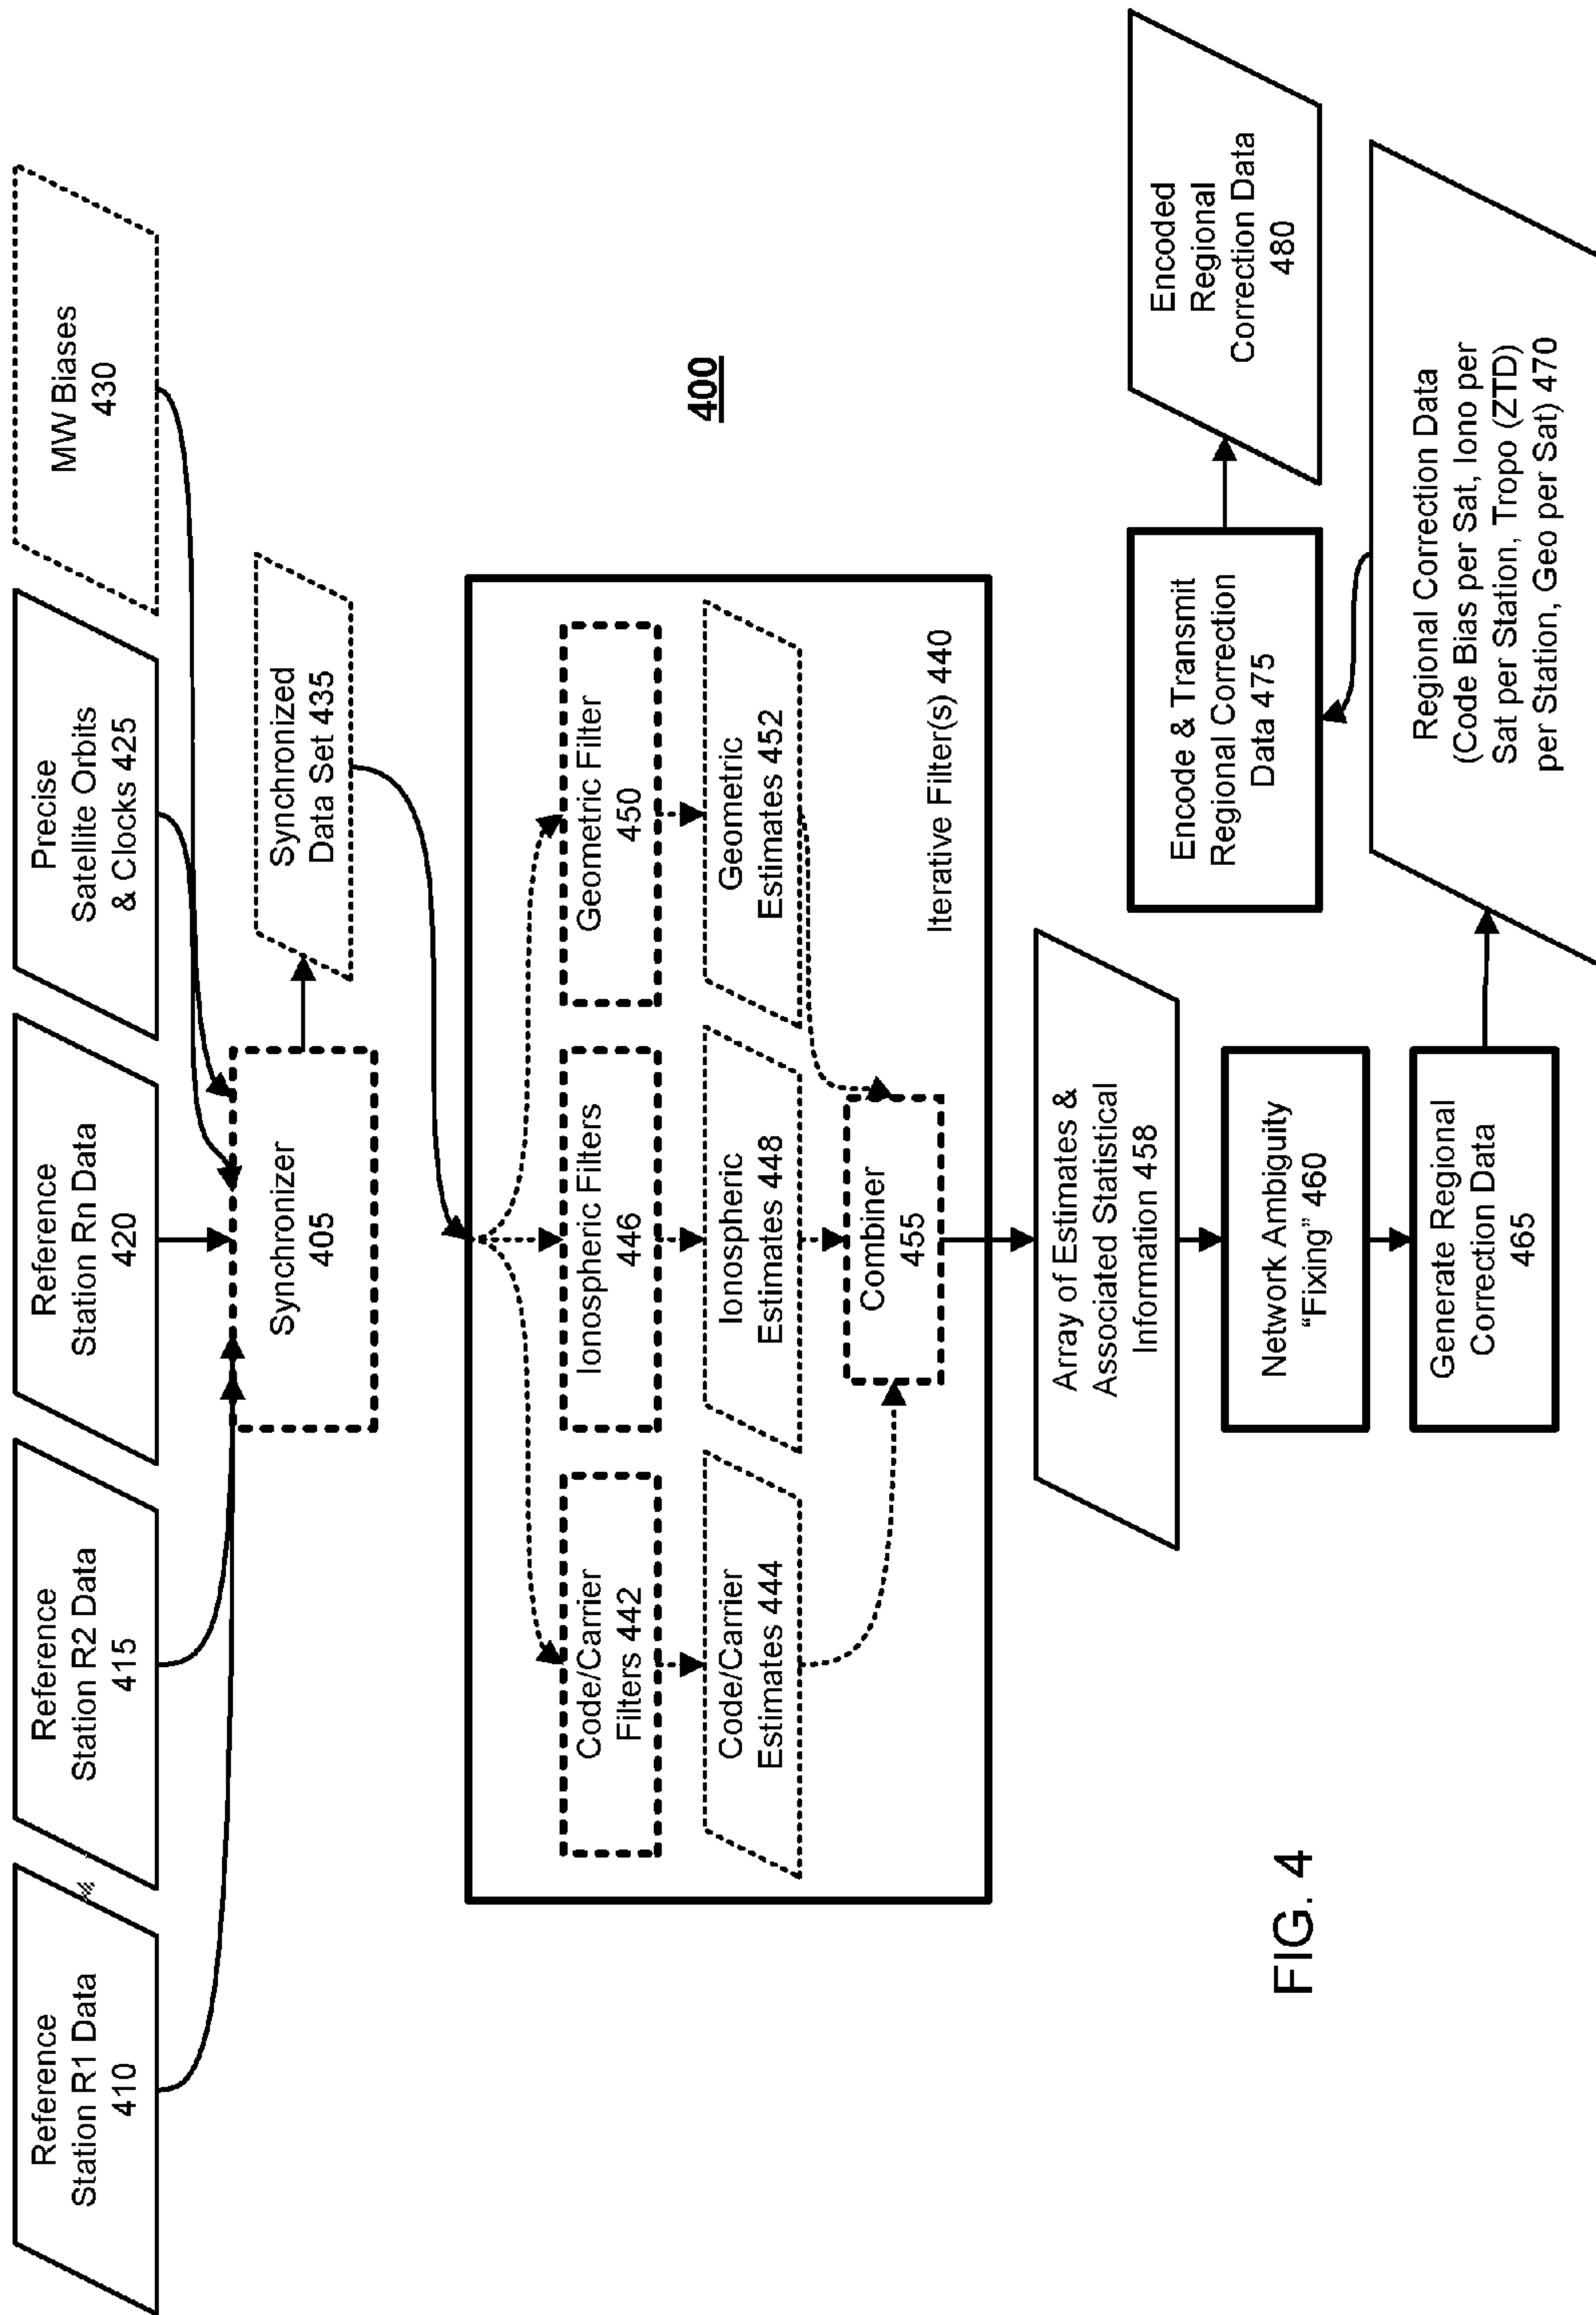 Reference
Station R1 Data
410
Reference
Station R2 Data
415
Reference
Station Rn Data
420
Precise
Satellite Orbits
& Clocks 425
MW Biases
430
Synchronizer
405
Synchronized
Data Set 435
Code/Carrier
Filters 442
Ionospheric Filters
446
Geometric Filter
450
Code/Carrier
Estimates 444
Ionospheric
Estimates 448
Geometric
Estimates 452
Combiner
455
Iterative Filter(s) 440
400
Array of Estimates &
Associated Statistical
Information 458
Network Ambiguity
“Fixing” 460
Generate Regional
Correction Data
465
Encode & Transmit
Regional Correction
Data 475
Encoded
Regional
Correction Data
480
Regional Correction Data
(Code Bias per Sat, Iono per
Sat per Station, Tropo (ZTD)
per Station, Geo per Sat) 470
FIG. 4